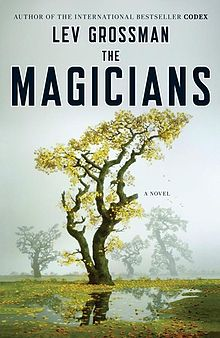 AUTHOR OF THE INTERNATIONAL BESTSELLER CODEX
LEV GROSSMAN
THE
MAGICIANS
A NOVEL